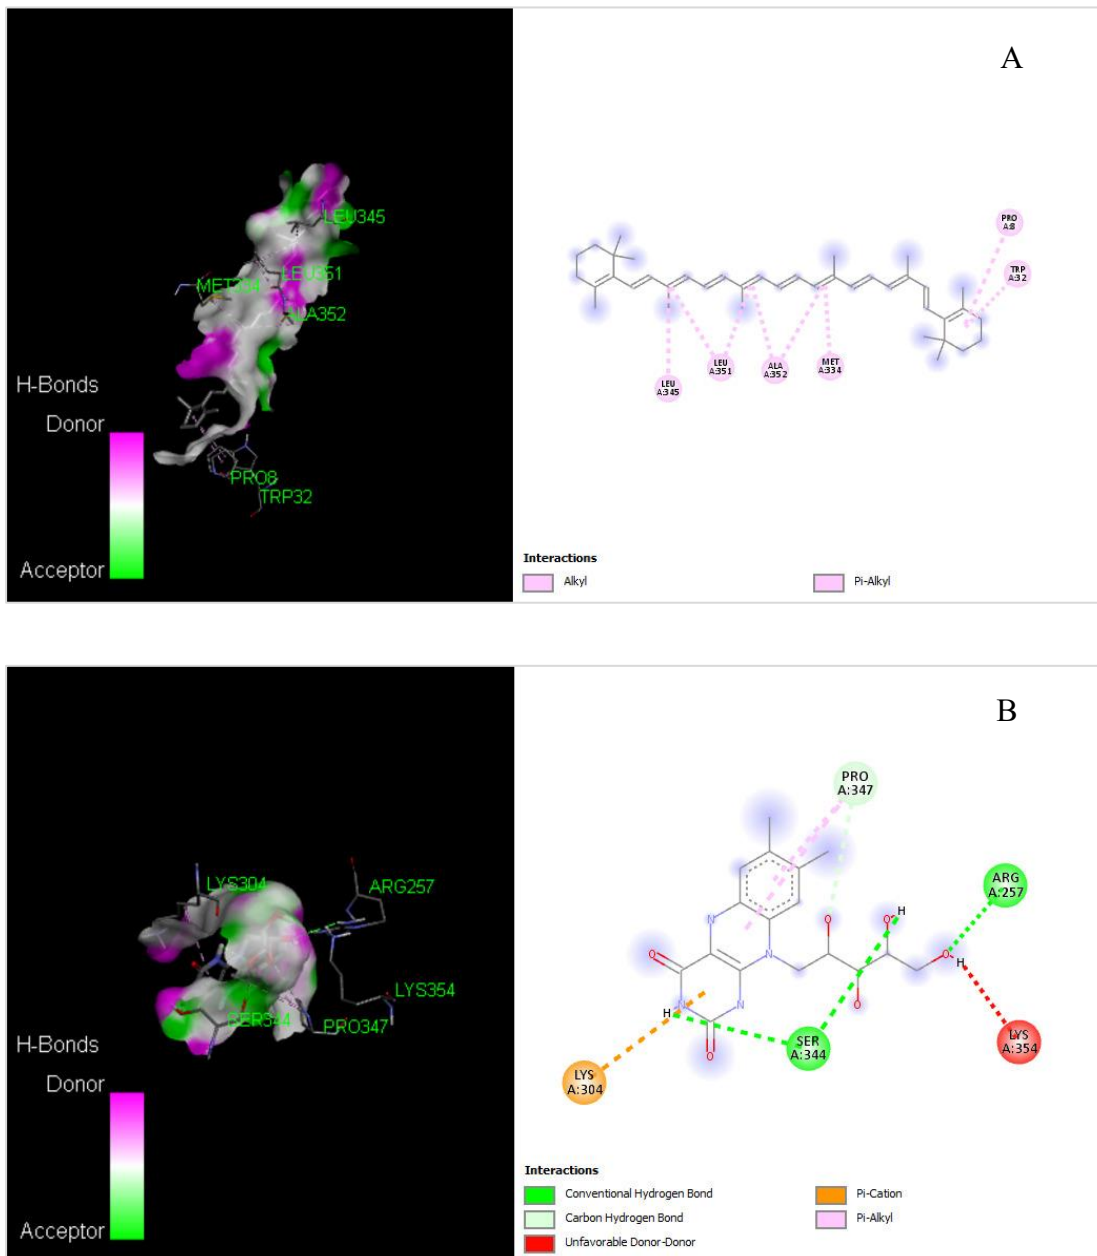 A
LEU345
LEU351
MET334
ALA352
H-Bonds
Donor
PRO8
TRP32
Acceptor
PRO
A:8
TRP
A:32
LEU
A:351
ALA
A:352
MET
A:334
LEU
A:345
Interactions
Alkyl
Pi-Alkyl
B
LYS304
ARG257
LYS354
SER344
PRO347
H-Bonds
Donor
Acceptor
PRO
A:347
ARG
A:257
H
N
O
O
O
H
N
O
N
H
N
O
O
SER
A:344
LYS
A:354
LYS
A:304
Interactions
Conventional Hydrogen Bond
Carbon Hydrogen Bond
Unfavorable Donor-Donor
Pi-Cation
Pi-Alkyl